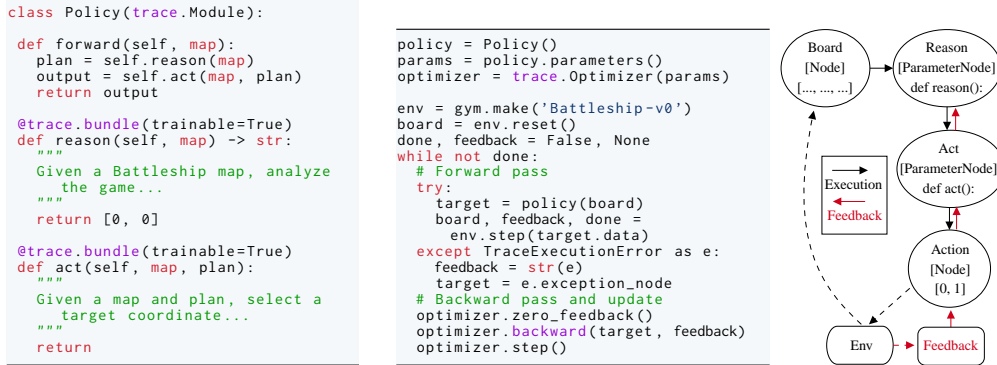 class Policy(trace.Module):
def forward(self, map):
plan = self.reason(map)
output = self.act(map, plan)
return output
@trace.bundle(trainable=True)
def reason(self, map) -> str:
"""
Given a Battleship map, analyze
the game...
"""
return [0, 0]
@trace.bundle(trainable=True)
def act(self, map, plan):
"""
Given a map and plan, select a
target coordinate...
"""
return
policy = Policy()
params = policy.parameters()
optimizer = trace.Optimizer(params)
env = gym.make('Battleship-v0')
board = env.reset()
done, feedback = False, None
while not done:
# Forward pass
try:
target = policy(board)
board, feedback, done =
env.step(target.data)
except TraceExecutionError as e:
feedback = str(e)
target = e.exception_node
# Backward pass and update
optimizer.zero_feedback()
optimizer.backward(target, feedback)
optimizer.step()
Board
[Node]
[..., ..., ...]
Reason
[ParameterNode]
def reason():
Act
[ParameterNode]
def act():
Execution
Feedback
Action
[Node]
[0, 1]
Env
Feedback